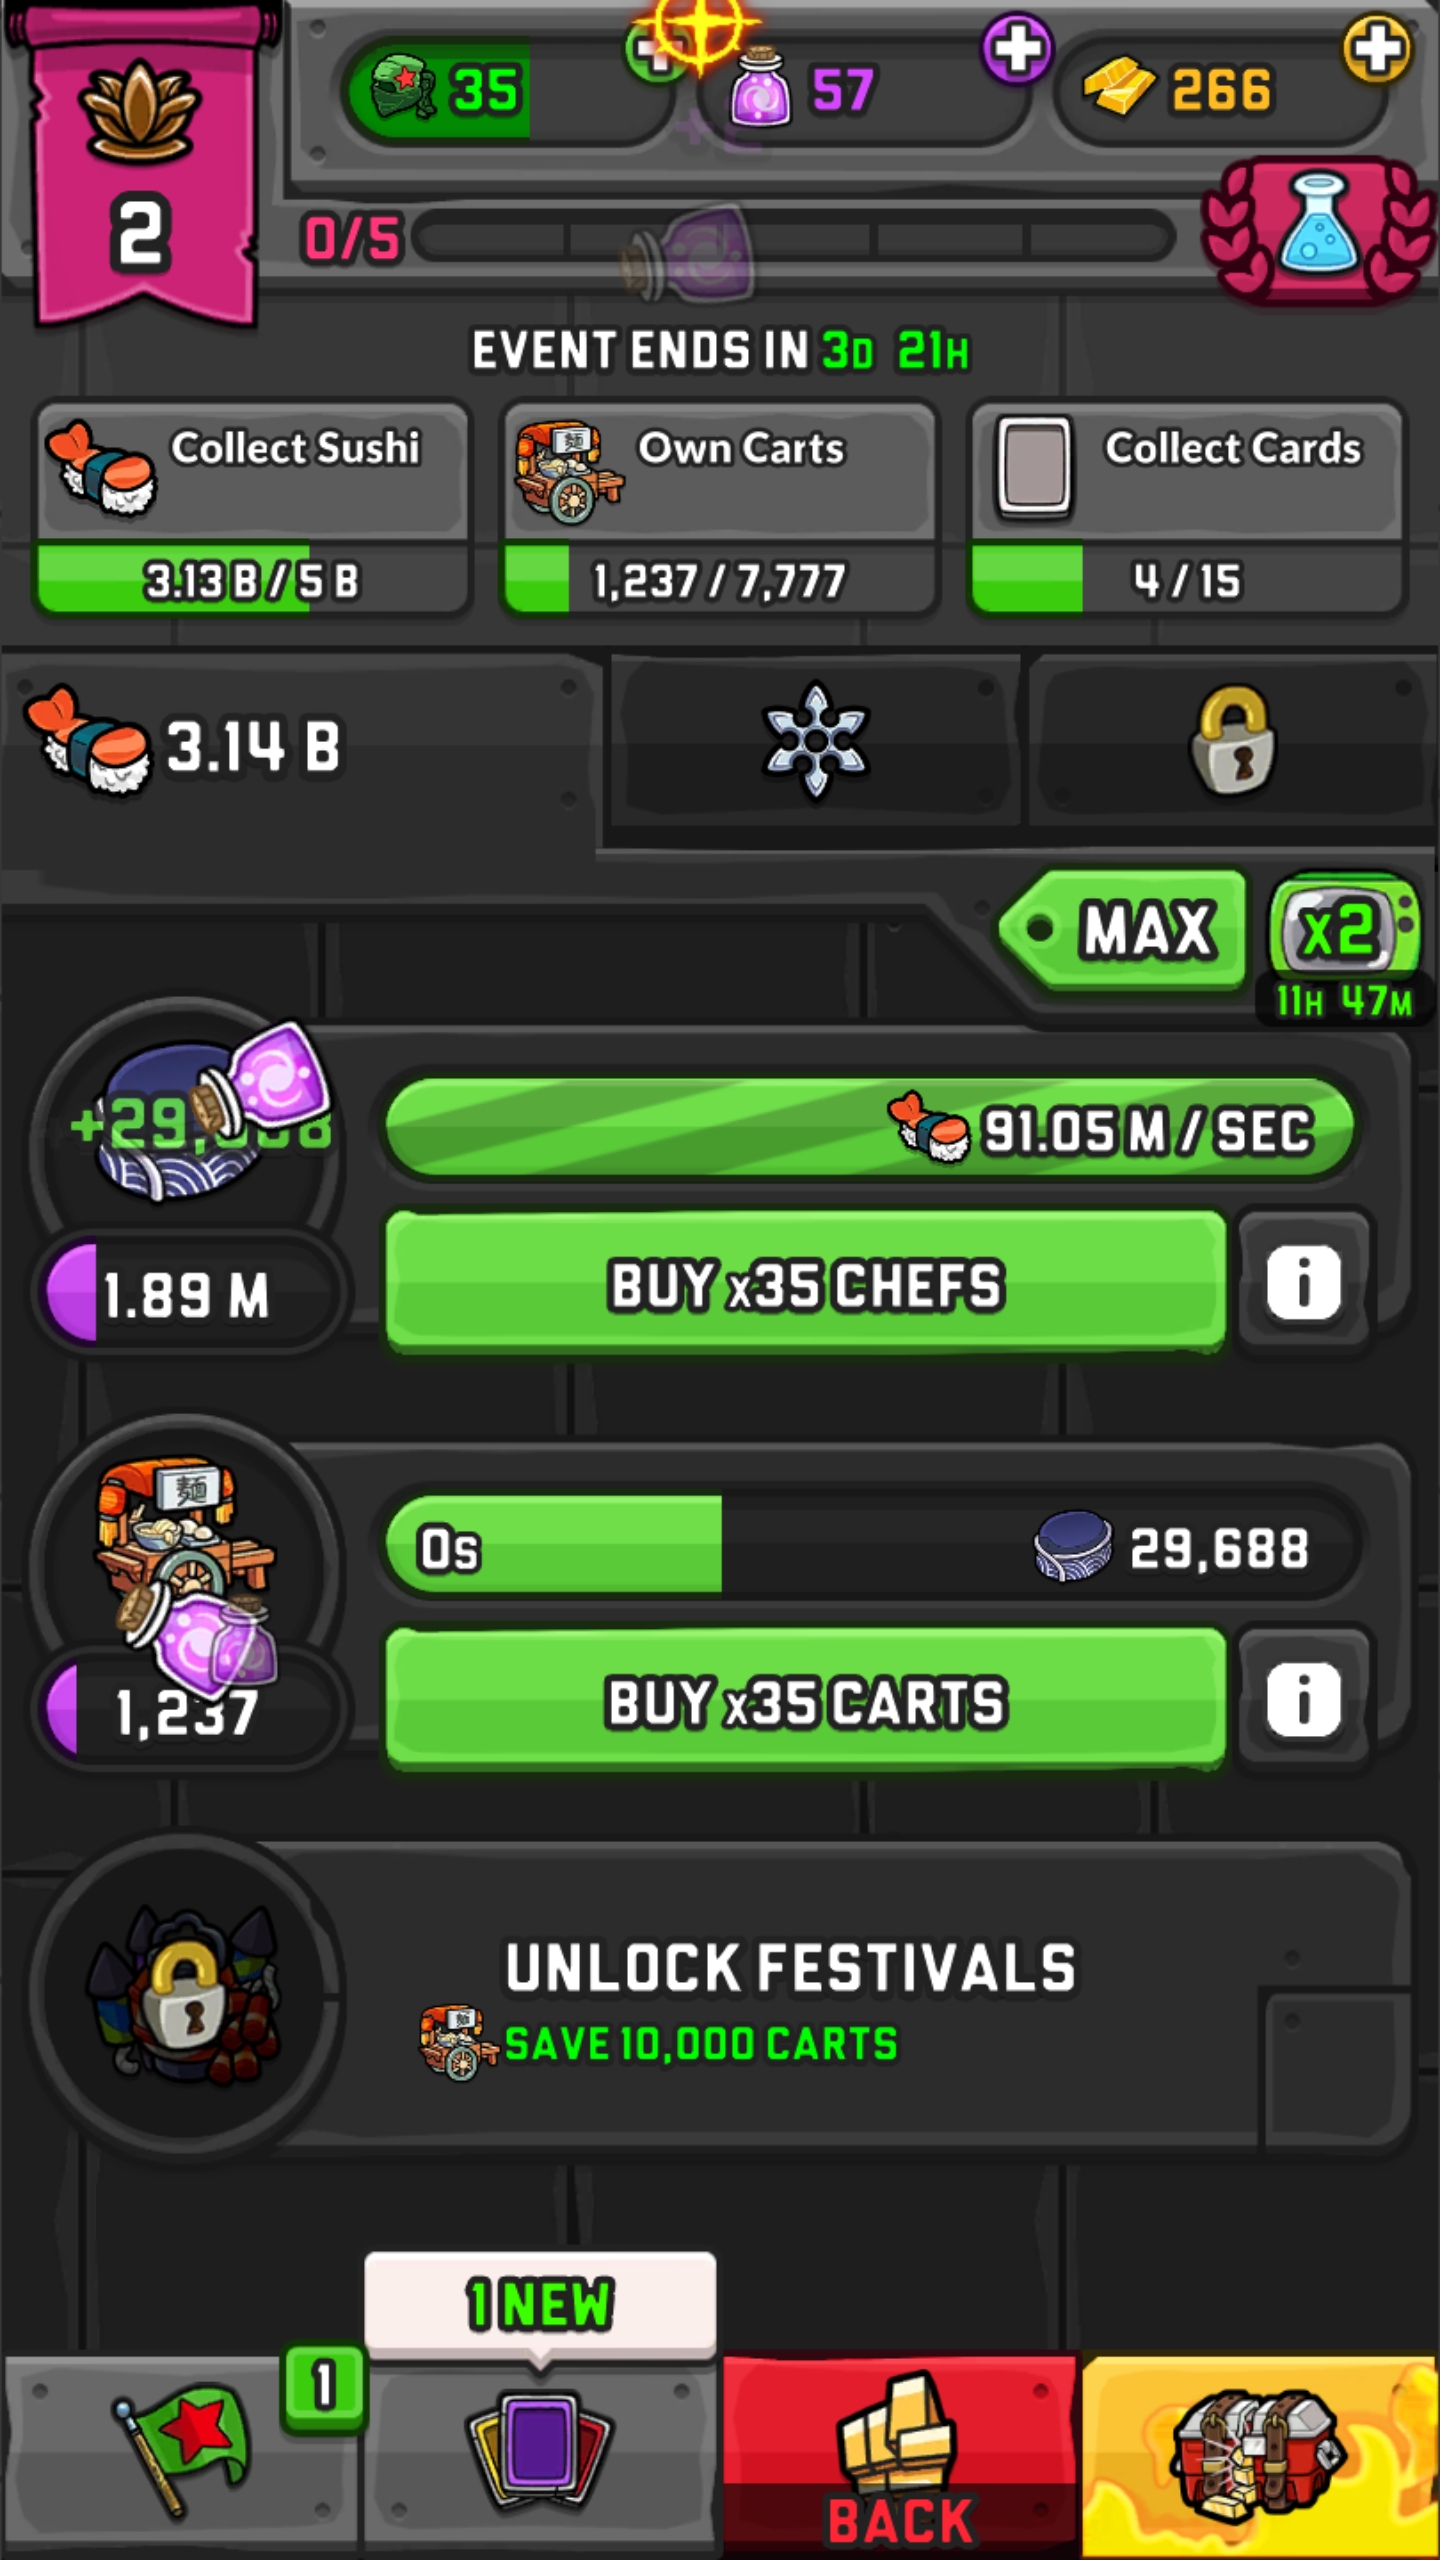 35
57
266
2
0/5
EVENT ENDS IN 3D 21H
Collect Sushi
3.13 B / 5 B
Own Carts
1,237 / 7,777
Collect Cards
4 / 15
3.14 B
MAX
x2
11H 47M
91.05 M / SEC
1.89 M
BUY x35 CHEFS
麺
0s
29,688
1,237
BUY x35 CARTS
UNLOCK FESTIVALS
SAVE 10,000 CARTS
1 NEW
1
BACK